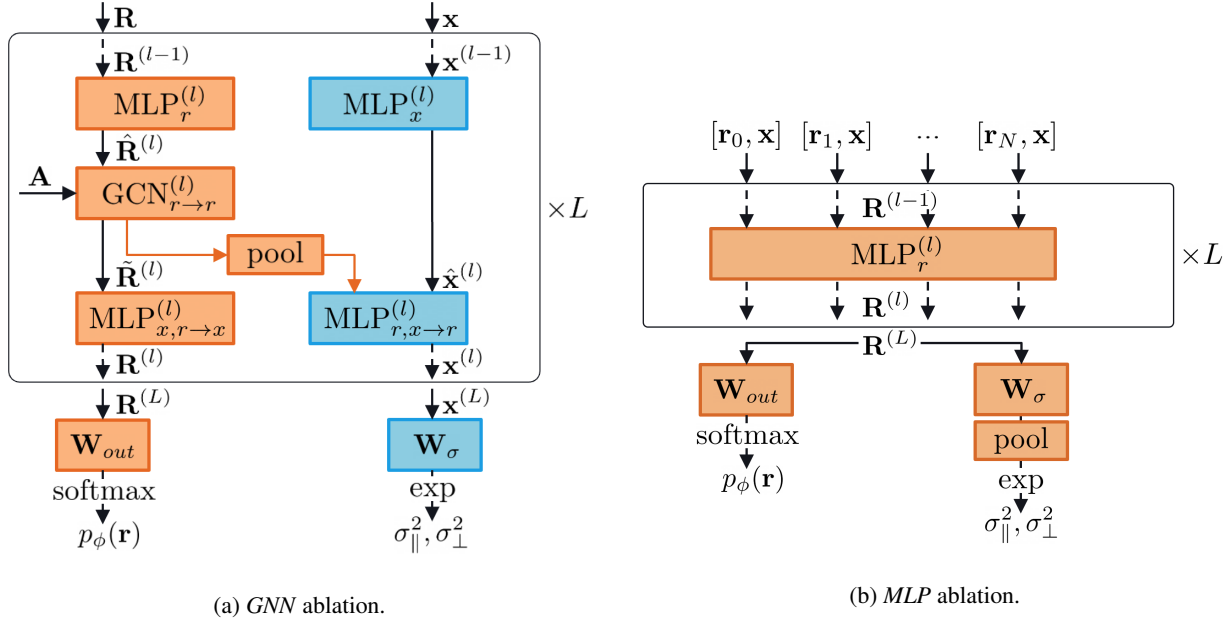 R
x
R^(l−1)
x^(l−1)
MLP_r^(l)
MLP_x^(l)
R̂^(l)
A
GCN_{r→r}^(l)
×L
pool
R̃^(l)
x̂^(l)
MLP_{x,r→x}^(l)
MLP_{r,x→r}^(l)
R^(l)
x^(l)
R^(L)
x^(L)
W_out
W_σ
softmax
exp
p_ϕ(r)
σ_∥^2, σ_⊥^2
(a) GNN ablation.
[r_0, x] [r_1, x] ... [r_N, x]
R^(l−1)
MLP_r^(l)
×L
R^(l)
R^(L)
W_out
W_σ
softmax
pool
p_ϕ(r)
exp
σ_∥^2, σ_⊥^2
(b) MLP ablation.